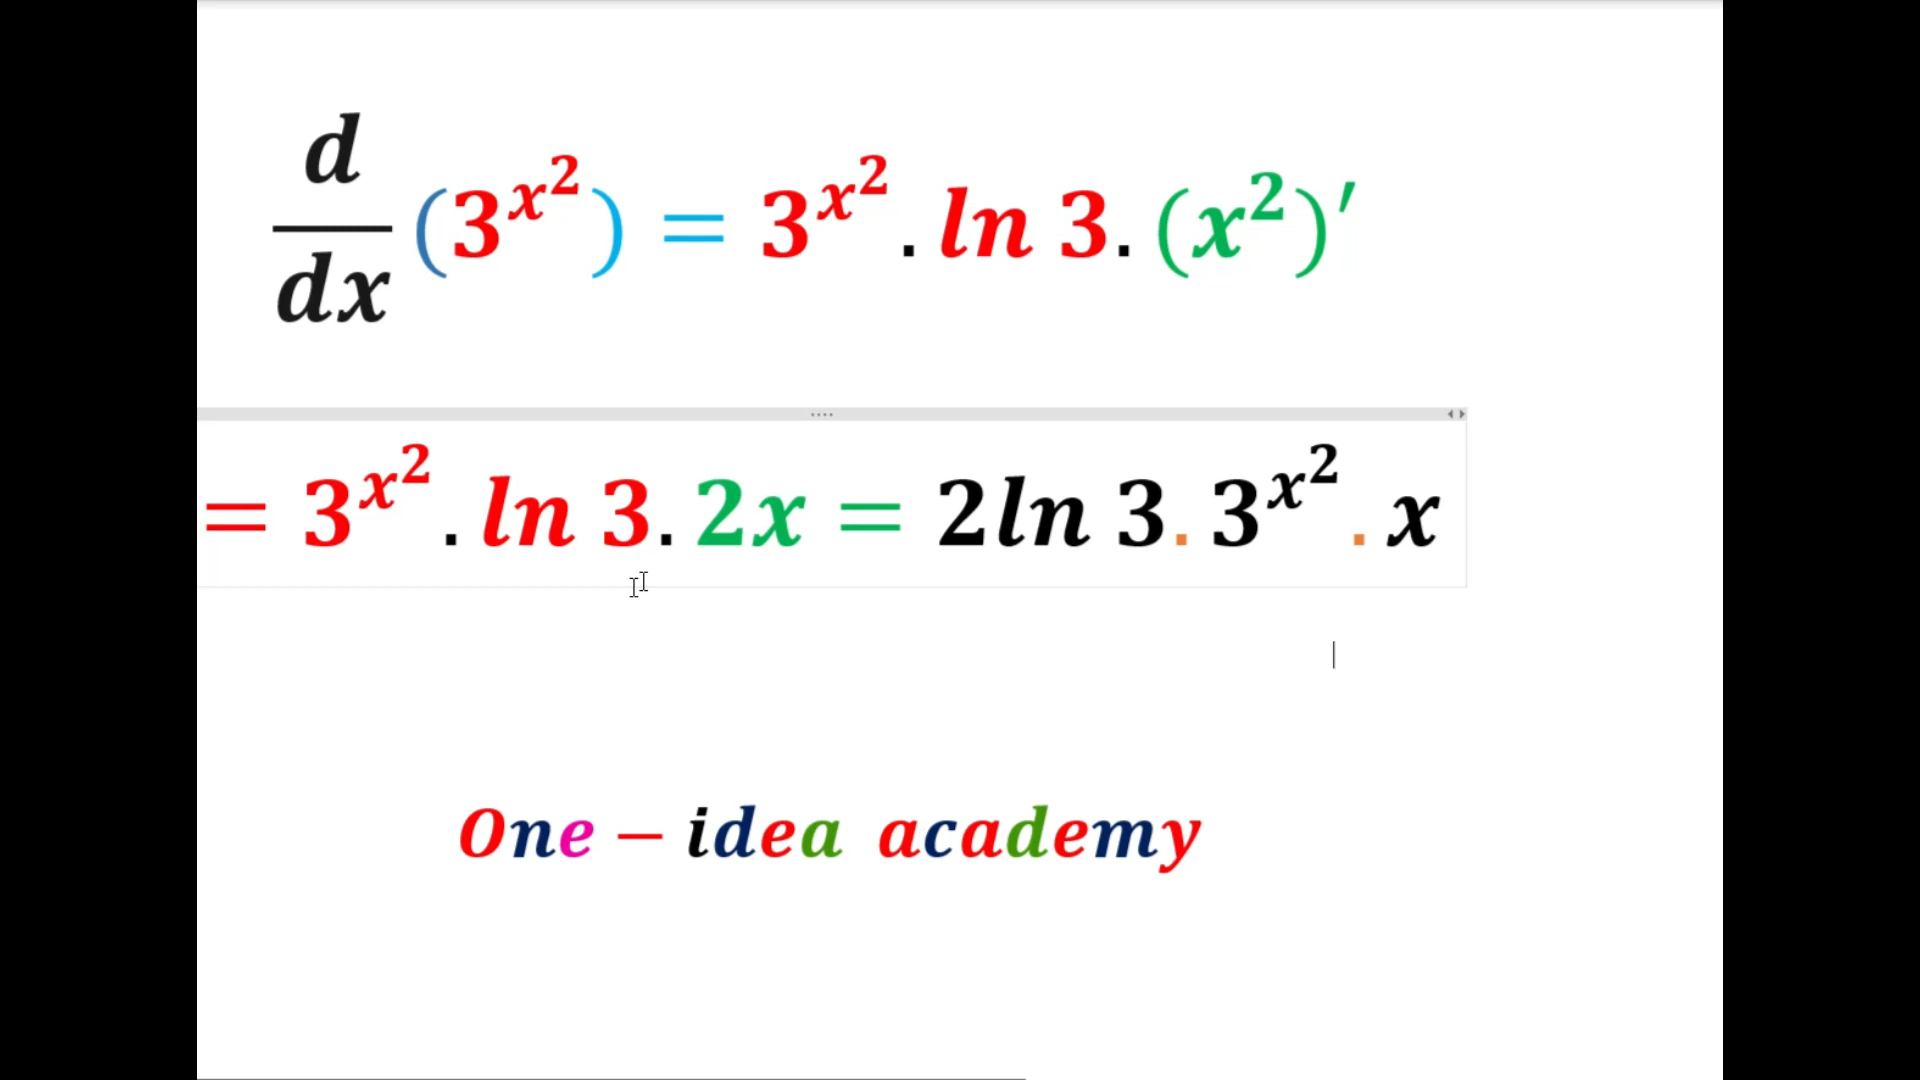 d/dx (3^{x^2}) = 3^{x^2} . ln 3. (x^2)′
= 3^{x^2} . ln 3. 2x = 2ln 3. 3^{x^2} . x
One – idea academy